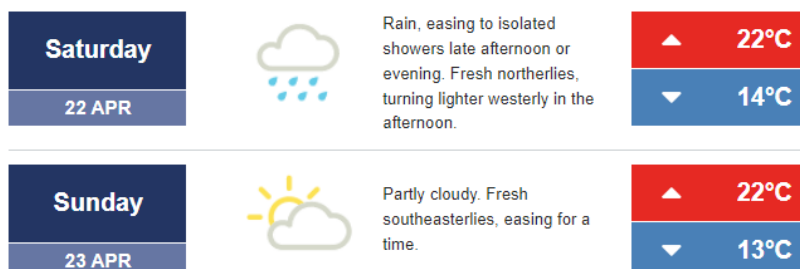 Saturday
22 APR
Rain, easing to isolated
showers late afternoon or
evening. Fresh northerlies,
turning lighter westerly in the
afternoon.
22°C
14°C
Sunday
23 APR
Partly cloudy. Fresh
southeasterlies, easing for a
time.
22°C
13°C